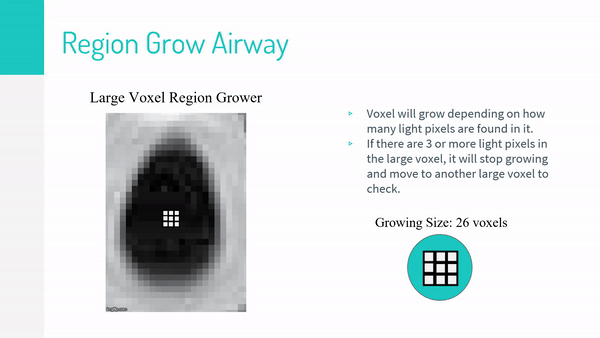 Region Grow Airway
Large Voxel Region Grower
Voxel will grow depending on how
many light pixels are found in it.
If there are 3 or more light pixels in
the large voxel, it will stop growing
and move to another large voxel to
check.
Growing Size: 26 voxels
imgflip.com